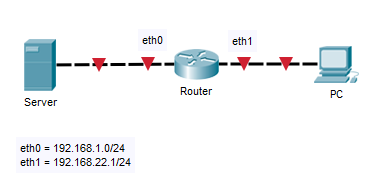 eth0
eth1
Server
Router
PC
eth0 = 192.168.1.0/24
eth1 = 192.168.22.1/24